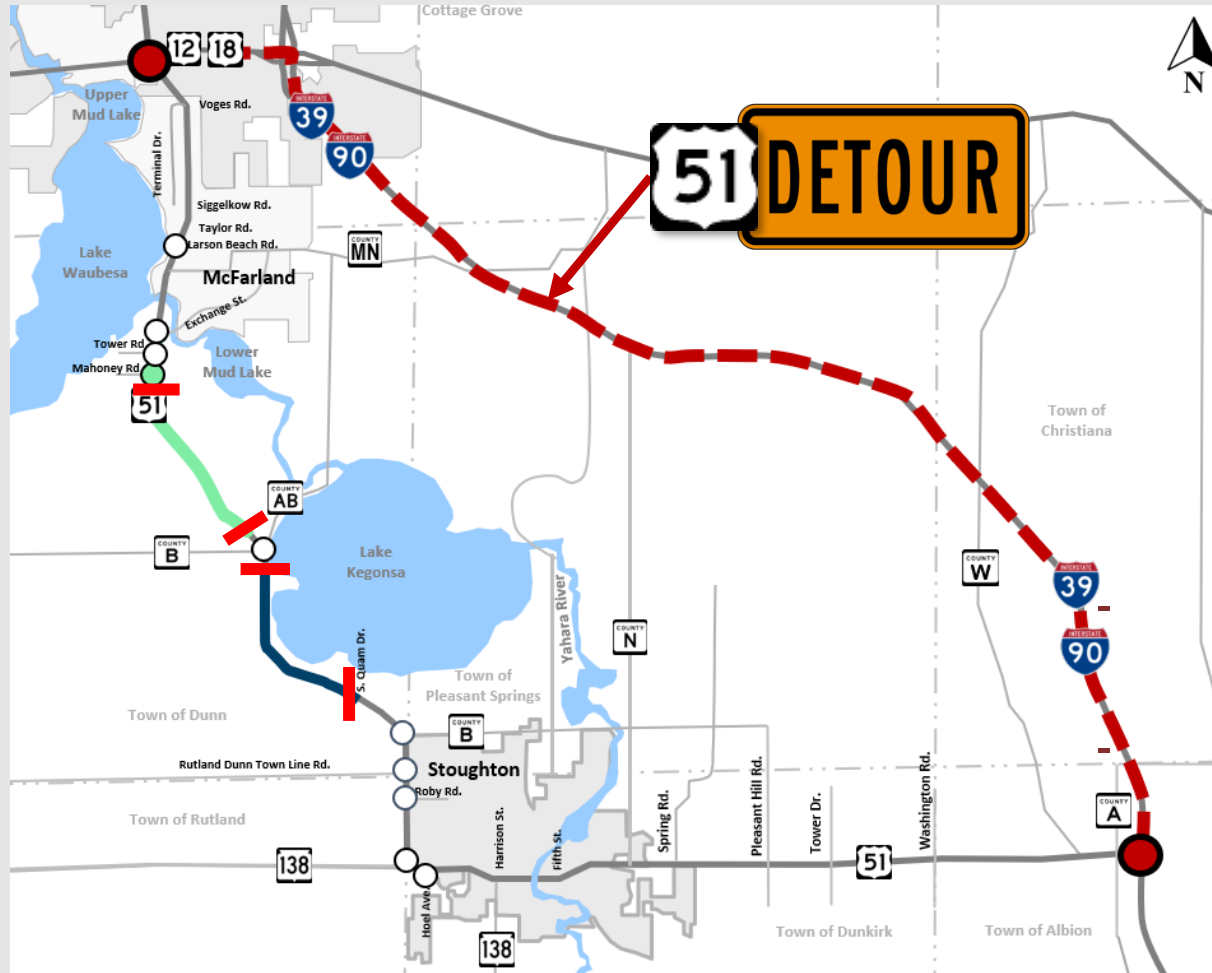 Cottage Grove
12
18
N
Upper
Mud Lake
Voges Rd.
INTERSTATE
39
INTERSTATE
90
51
DETOUR
Terminal Dr.
Siggelkow Rd.
Taylor Rd.
Larson Beach Rd.
COUNTY
MN
Lake
Waubesa
McFarland
Exchange St.
Tower Rd
Lower
Mud Lake
Mahoney Rd
51
Town of
Christiana
COUNTY
AB
COUNTY
B
Lake
Kegonsa
COUNTY
W
INTERSTATE
39
Yahara River
COUNTY
N
INTERSTATE
90
S. Quam Dr.
Town of
Pleasant Springs
Town of Dunn
COUNTY
B
Rutland Dunn Town Line Rd.
Stoughton
Roby Rd.
Town of Rutland
Harrison St.
Fifth St.
Spring Rd.
Pleasant Hill Rd.
Tower Dr.
Washington Rd.
COUNTY
A
138
51
Hoel Ave.
138
Town of Dunkirk
Town of Albion